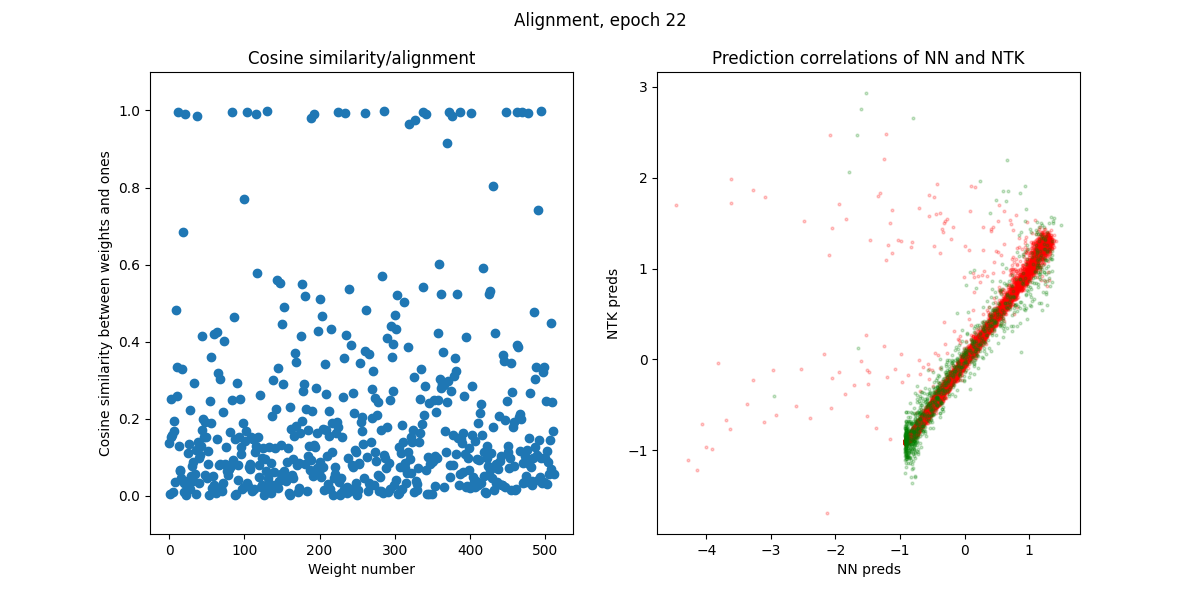 Alignment, epoch 22
Cosine similarity/alignment
Cosine similarity between weights and ones
1.0
0.8
0.6
0.4
0.2
0.0
0 100 200 300 400 500
Weight number
Prediction correlations of NN and NTK
NTK preds
3
2
1
0
−1
−4 −3 −2 −1 0 1
NN preds